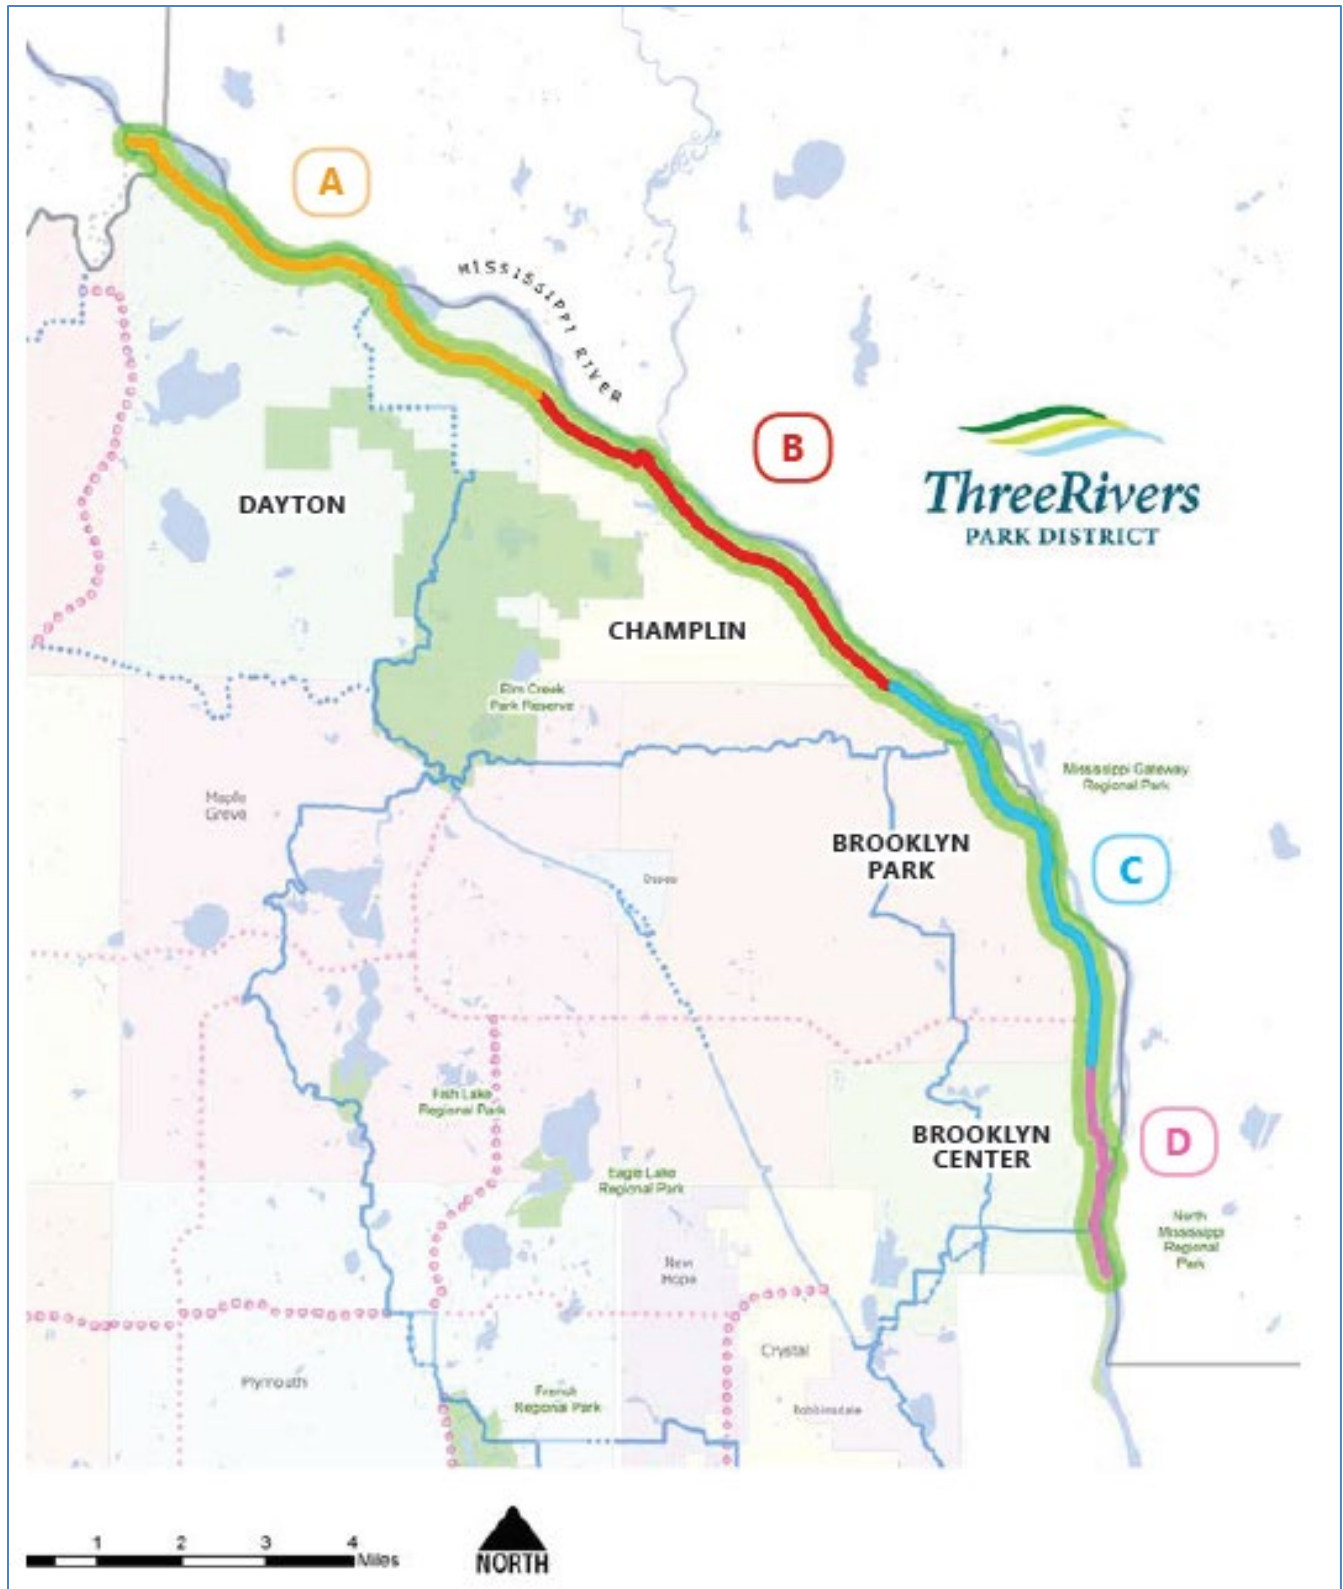 A
MISSISSIPPI RIVER
B
ThreeRivers
PARK DISTRICT
DAYTON
CHAMPLIN
Elm Creek
Park Reserve
Mississippi Gateway
Regional Park
Maple
Grove
BROOKLYN
PARK
C
Osseo
Fish Lake
Regional Park
BROOKLYN
CENTER
D
Eagle Lake
Regional Park
North
Mississippi
Regional
Park
New
Hope
Crystal
Plymouth
French
Regional Park
Robbinsdale
1 2 3 4
Miles
NORTH